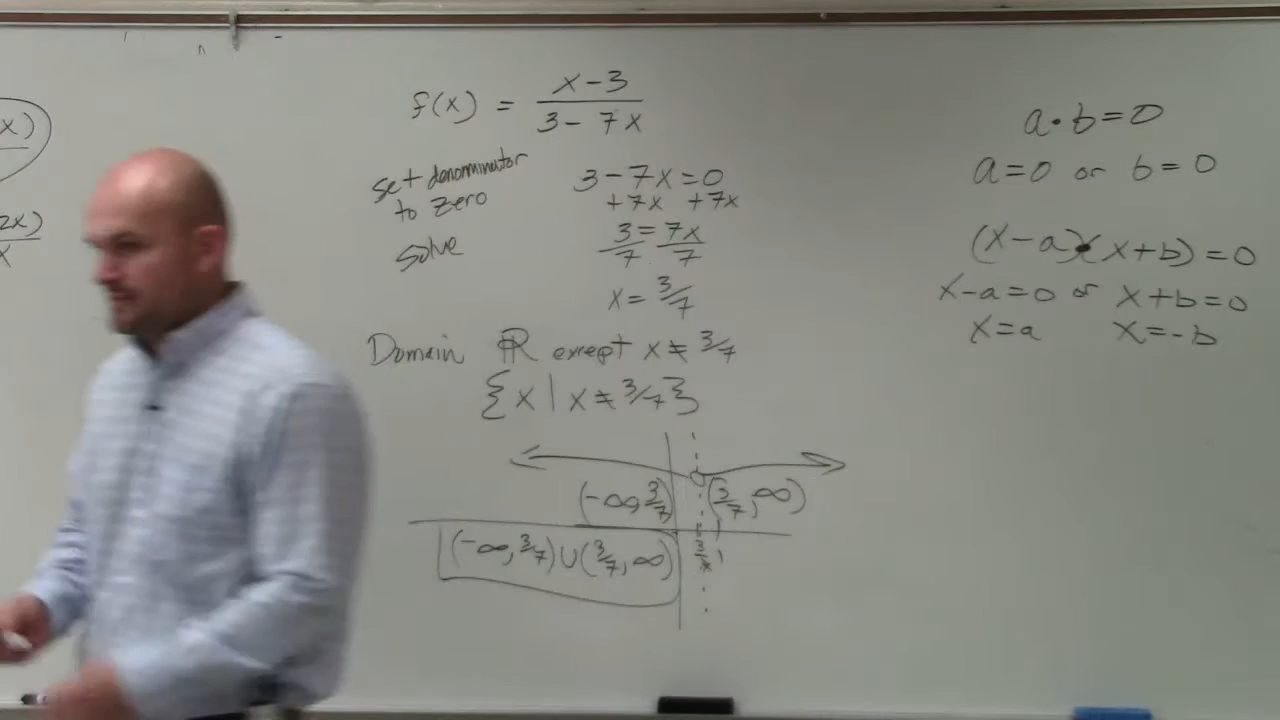 x)
2x)
x
f(x) = x-3
3 - 7x
set denominator
to zero
3 - 7x = 0
+7x +7x
solve
3 = 7x
7 7
x = 3/7
Domain ℝ except x ≠ 3/7
{x | x ≠ 3/7}
(-∞, 3/7) (3/7, ∞)
(-∞, 3/7) ∪ (3/7, ∞)
1
a · b = 0
a = 0 or b = 0
(x - a)·(x + b) = 0
x - a = 0 or x + b = 0
x = a x = -b